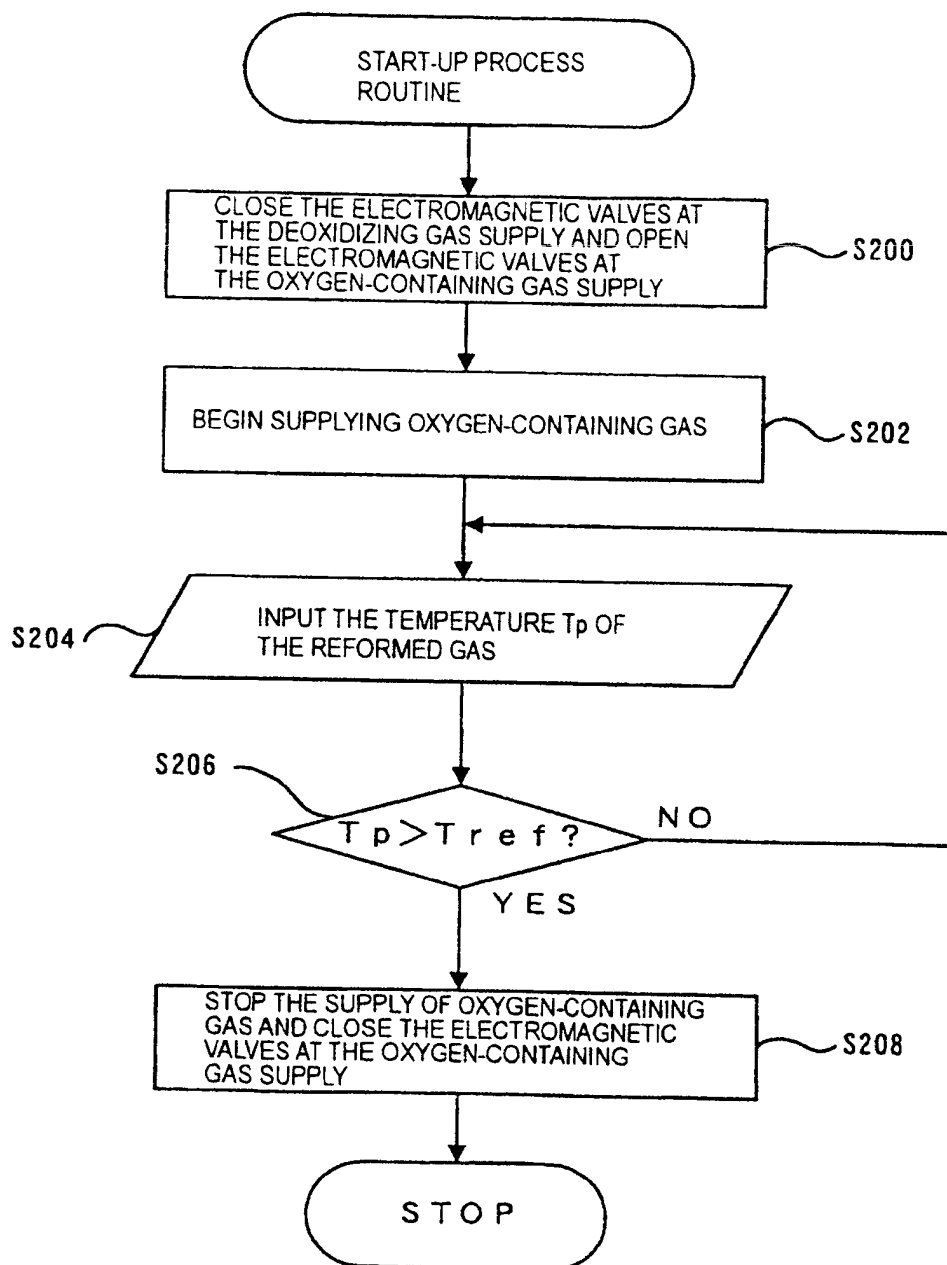 START-UP PROCESS
ROUTINE
CLOSE THE ELECTROMAGNETIC VALVES AT
THE DEOXIDIZING GAS SUPPLY AND OPEN
THE ELECTROMAGNETIC VALVES AT
THE OXYGEN-CONTAINING GAS SUPPLY
S200
BEGIN SUPPLYING OXYGEN-CONTAINING GAS
S202
INPUT THE TEMPERATURE Tp OF
THE REFORMED GAS
S204
S206
Tp>Tref?
NO
YES
STOP THE SUPPLY OF OXYGEN-CONTAINING
GAS AND CLOSE THE ELECTROMAGNETIC
VALVES AT THE OXYGEN-CONTAINING
GAS SUPPLY
S208
STOP